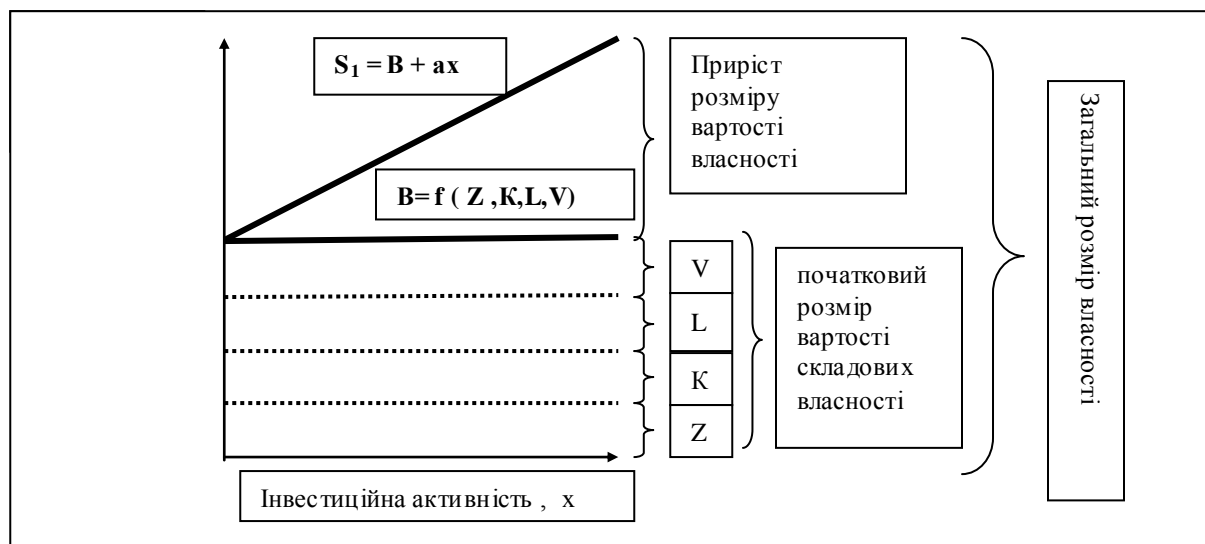 S1 = B + ax
Приріст
розміру
вартості
власності
B= f ( Z ,K,L,V)
V
L
К
Z
початковий
розмір
вартості
складових
власності
Загальний розмір власності
Інвестиційна активність , х